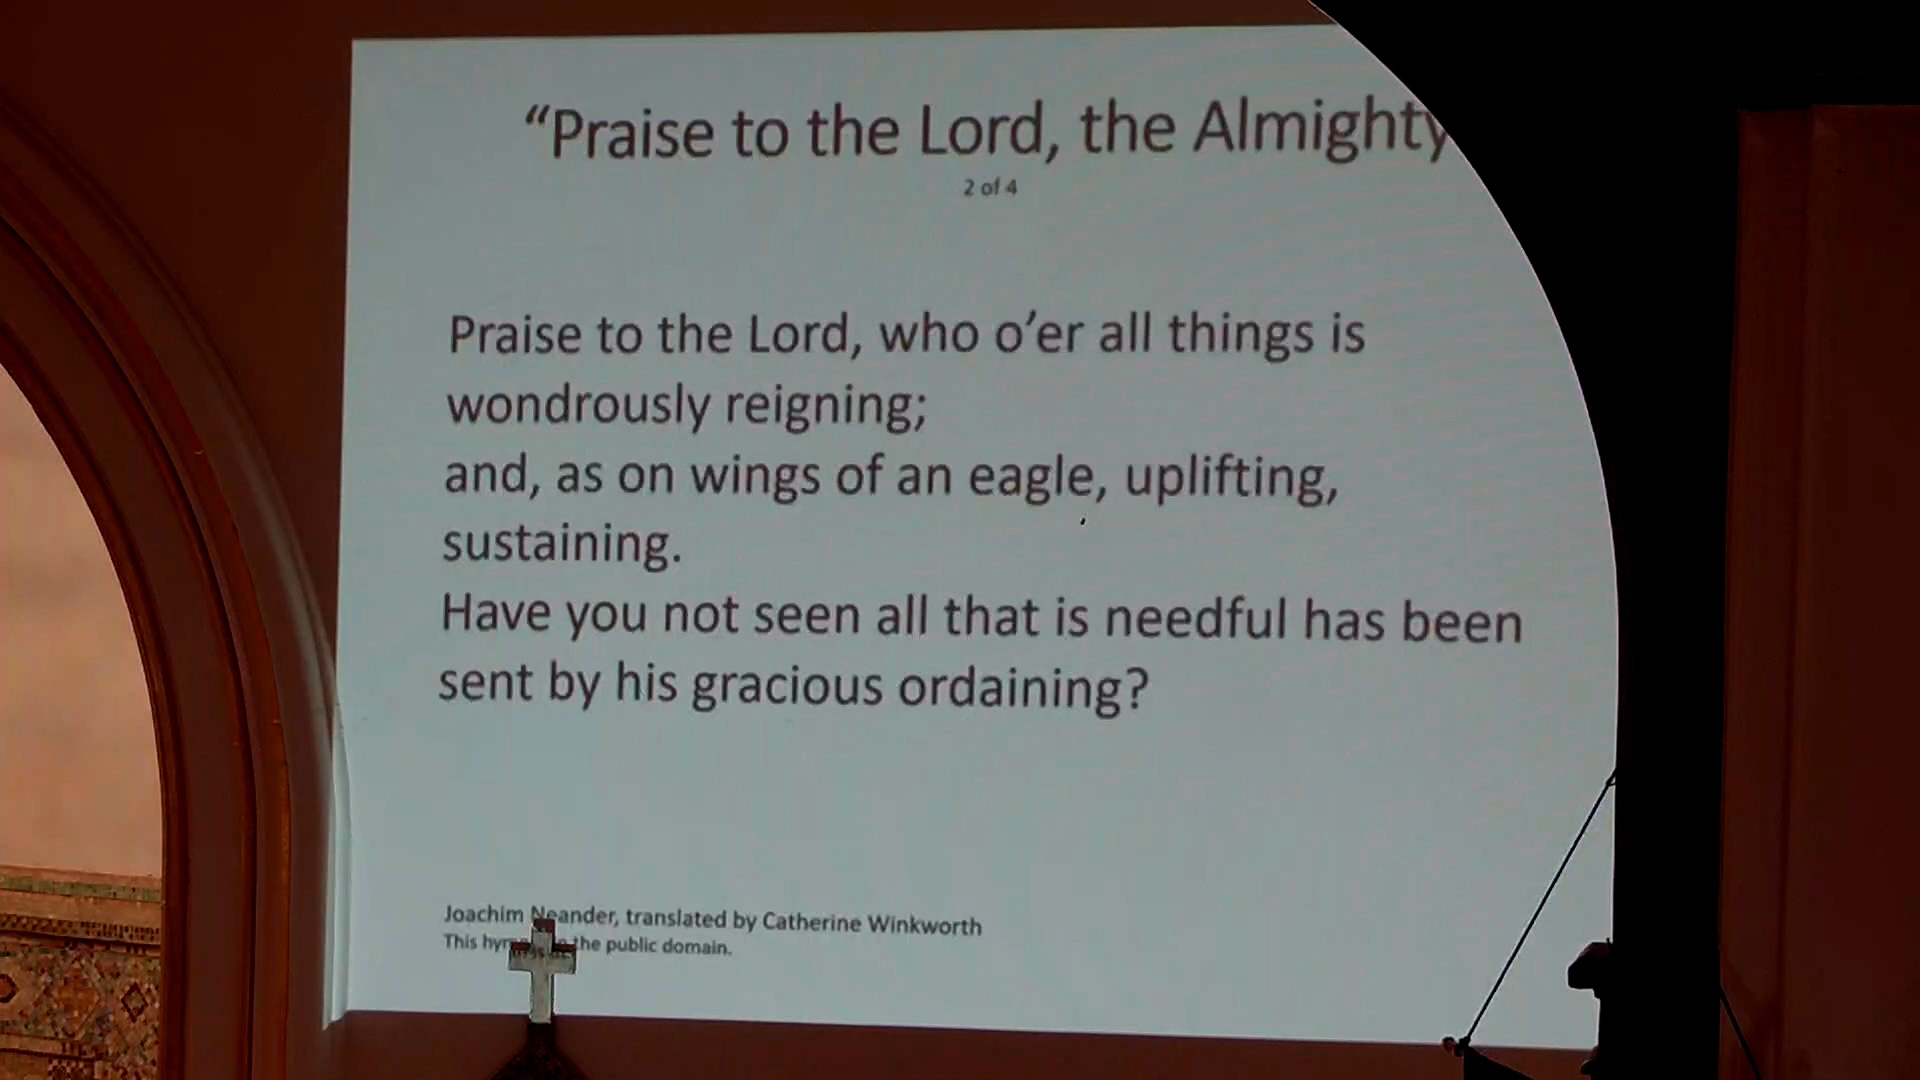 “Praise to the Lord, the Almighty
2 of 4
Praise to the Lord, who o’er all things is
wondrously reigning;
and, as on wings of an eagle, uplifting,
sustaining.
Have you not seen all that is needful has been
sent by his gracious ordaining?
Joachim Neander, translated by Catherine Winkworth
This the public domain.